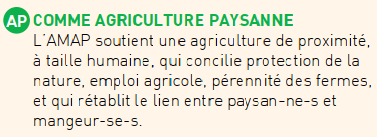 AP COMME AGRICULTURE PAYSANNE
L'AMAP soutient une agriculture de proximité,
à taille humaine, qui concilie protection de la
nature, emploi agricole, pérennité des fermes,
et qui rétablit le lien entre paysan-ne-s et
mangeur-se-s.